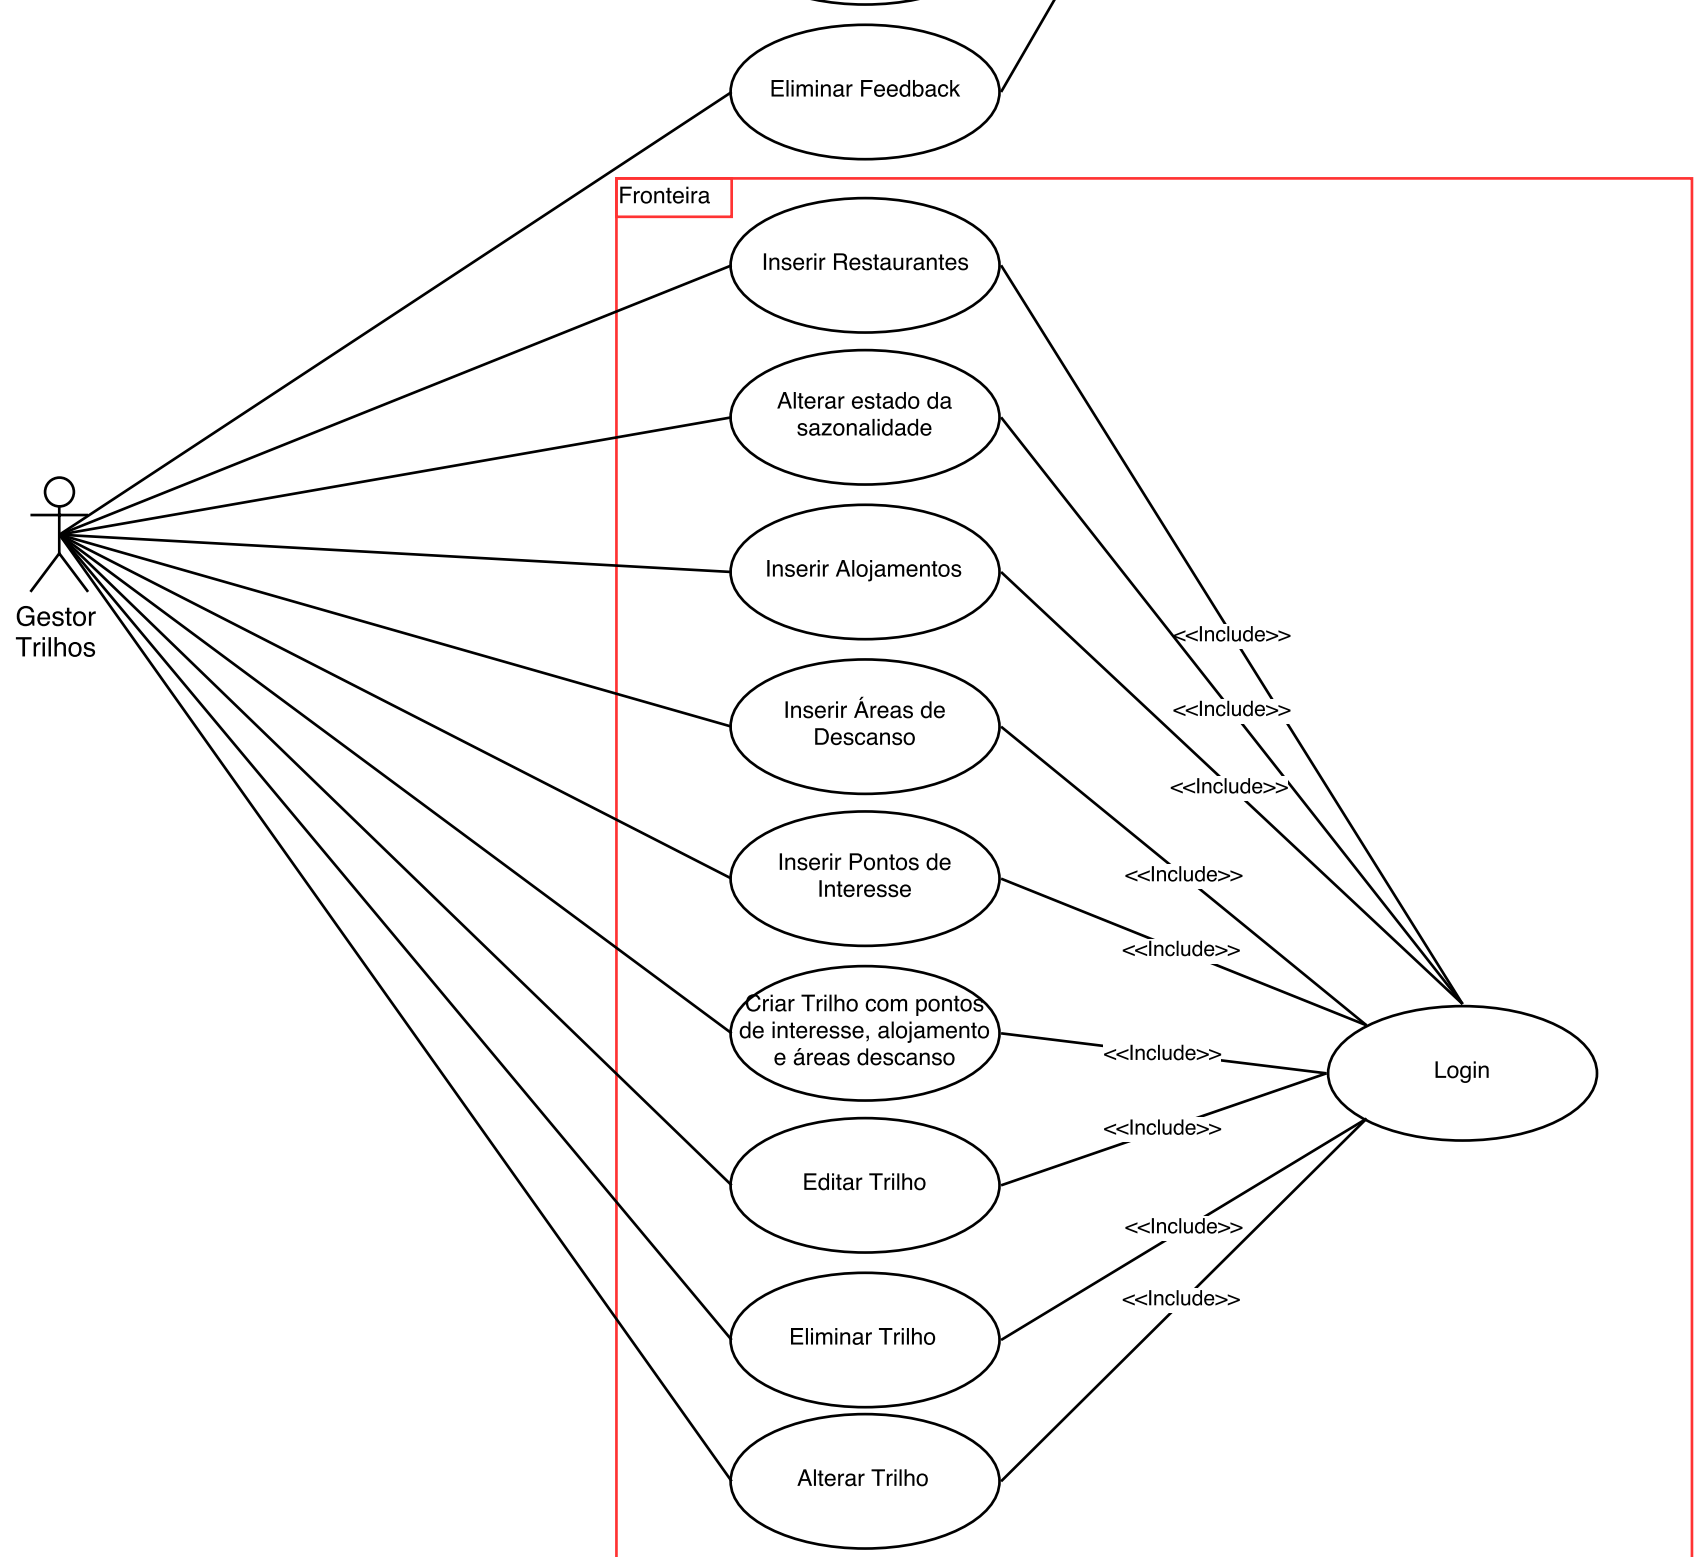 Eliminar Feedback
Fronteira
Inserir Restaurantes
Alterar estado da
sazonalidade
Inserir Alojamentos
Gestor
Trilhos
<<Include>>
<<Include>>
Inserir Áreas de
Descanso
<<Include>>
Inserir Pontos de
Interesse
<<Include>>
<<Include>>
Criar Trilho com pontos
de interesse, alojamento
e áreas descanso
<<Include>>
Login
<<Include>>
Editar Trilho
<<Include>>
Eliminar Trilho
<<Include>>
Alterar Trilho